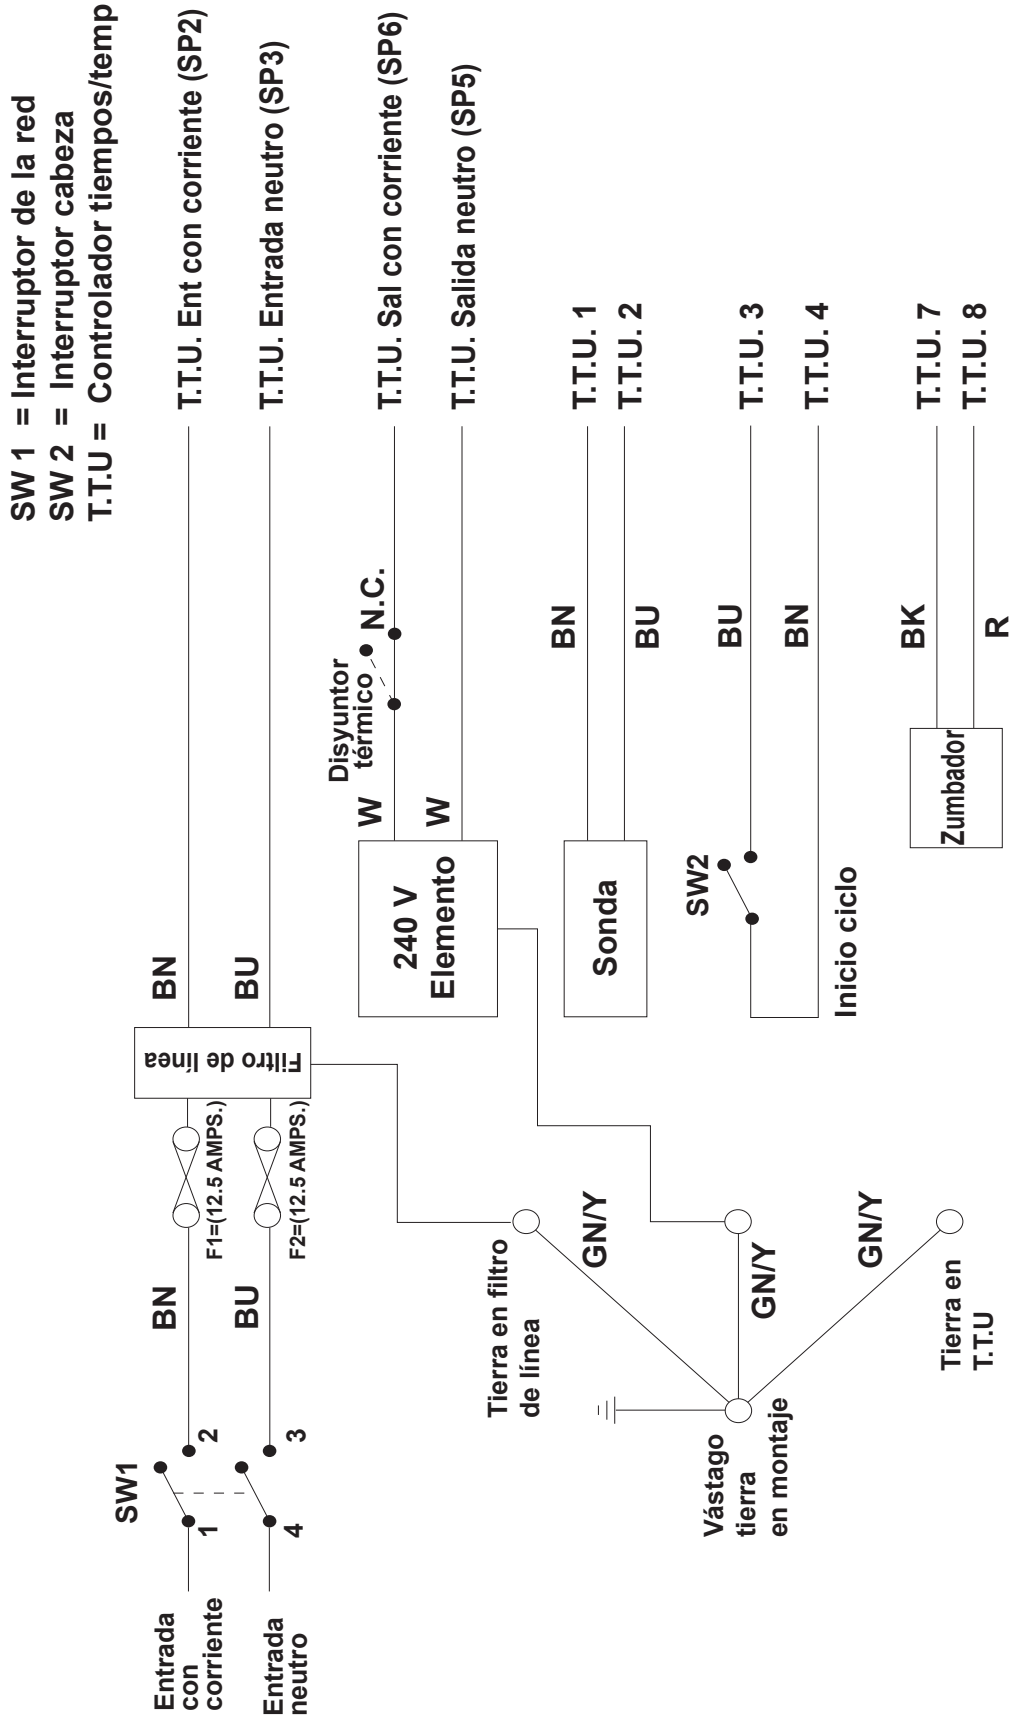 SW 1 = Interruptor de la red
SW 2 = Interruptor cabeza
T.T.U = Controlador tiempos/temp
Entrada
con
corriente
Entrada
neutro
SW1
1
2
4
3
BN
BU
F1=(12.5 AMPS.)
F2=(12.5 AMPS.)
Filtro de línea
BN
BU
T.T.U. Ent con corriente (SP2)
T.T.U. Entrada neutro (SP3)
240 V
Elemento
W
W
Disyuntor
térmico
N.C.
T.T.U. Sal con corriente (SP6)
T.T.U. Salida neutro (SP5)
Sonda
BN
BU
T.T.U. 1
T.T.U. 2
SW2
Inicio ciclo
BU
BN
T.T.U. 3
T.T.U. 4
Zumbador
BK
R
T.T.U. 7
T.T.U. 8
Tierra en filtro
de línea
GN/Y
GN/Y
GN/Y
Vástago
tierra
en montaje
Tierra en
T.T.U